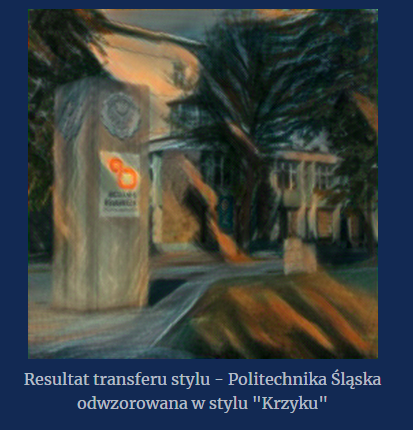 Resultat transferu stylu - Politechnika Śląska
odwzorowana w stylu "Krzyku"